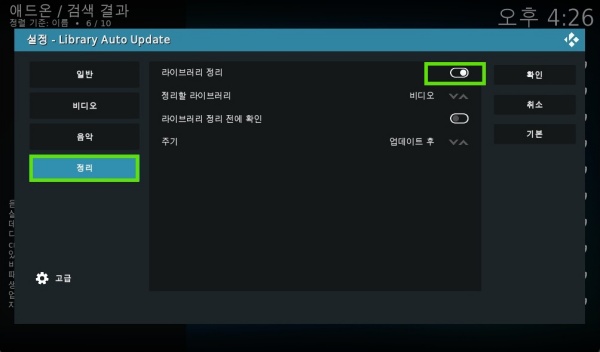 애드온 / 검색 결과
정렬 기준: 이름 • 6 / 10
오후 4:26
설정 - Library Auto Update
일반
비디오
음악
정리
고급
라이브러리 정리
정리할 라이브러리
비디오
라이브러리 정리 전에 확인
주기
업데이트 후
확인
취소
기본